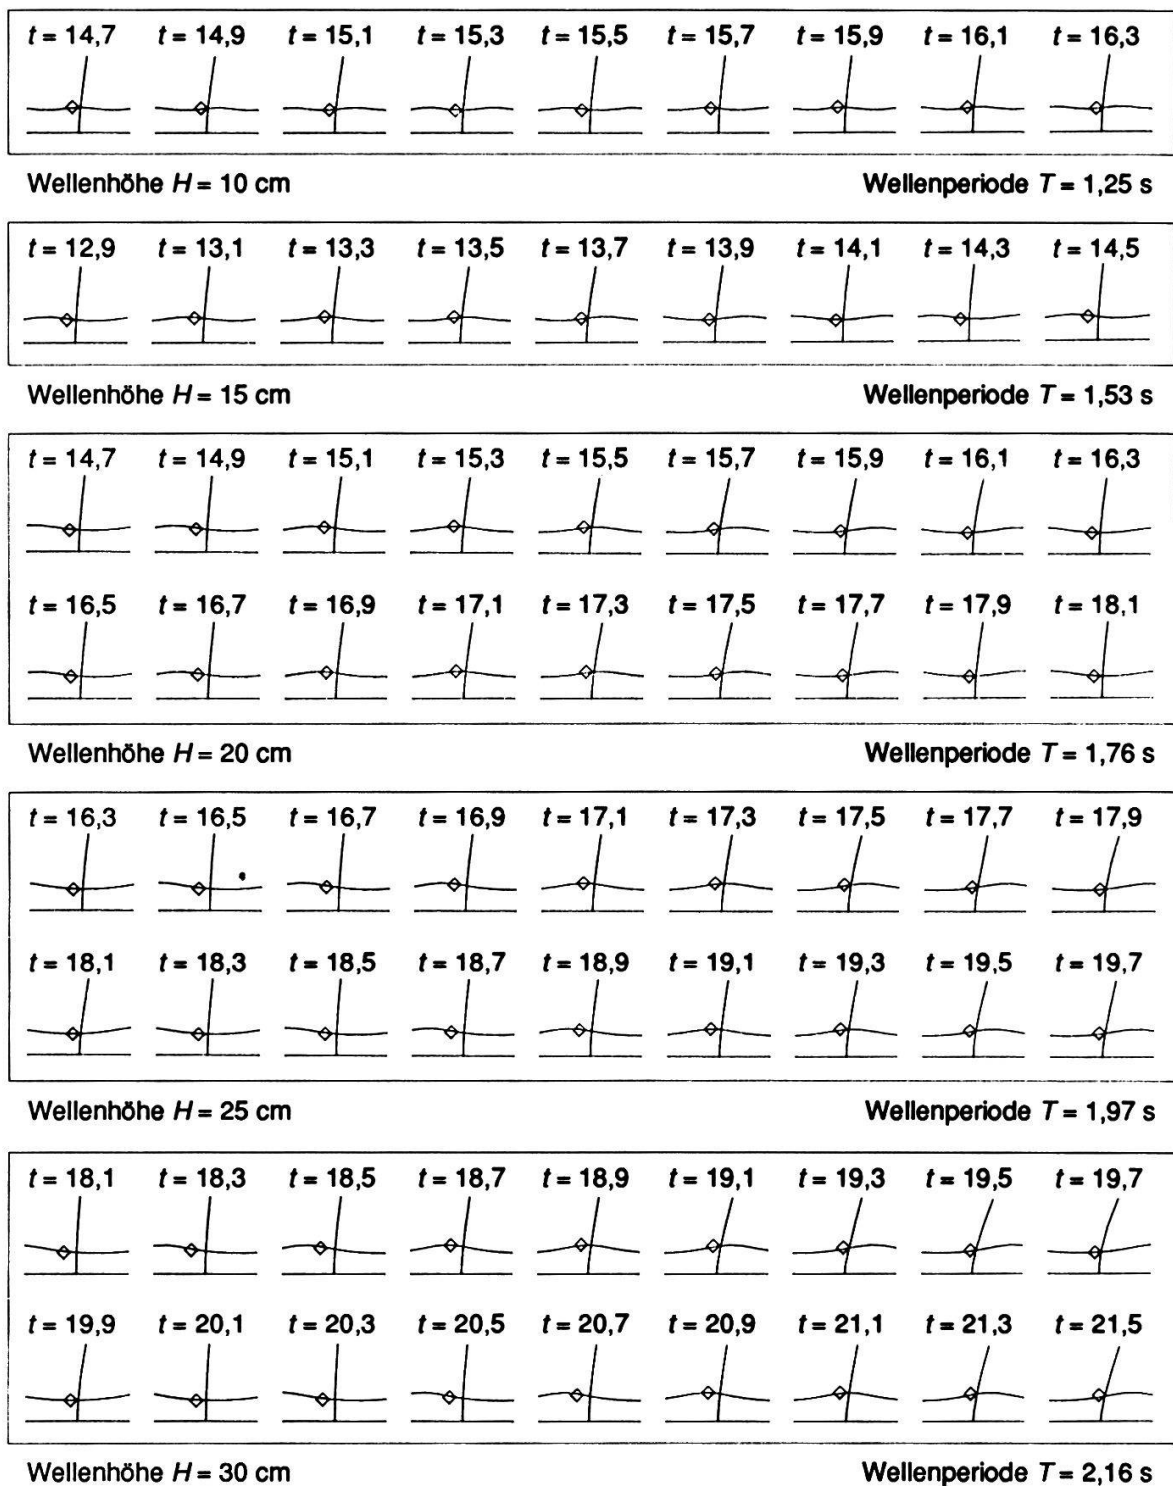 t = 14,7 t = 14,9 t = 15,1 t = 15,3 t = 15,5 t = 15,7 t = 15,9 t = 16,1 t = 16,3
Wellenhöhe H = 10 cm Wellenperiode T = 1,25 s
t = 12,9 t = 13,1 t = 13,3 t = 13,5 t = 13,7 t = 13,9 t = 14,1 t = 14,3 t = 14,5
Wellenhöhe H = 15 cm Wellenperiode T = 1,53 s
t = 14,7 t = 14,9 t = 15,1 t = 15,3 t = 15,5 t = 15,7 t = 15,9 t = 16,1 t = 16,3
t = 16,5 t = 16,7 t = 16,9 t = 17,1 t = 17,3 t = 17,5 t = 17,7 t = 17,9 t = 18,1
Wellenhöhe H = 20 cm Wellenperiode T = 1,76 s
t = 16,3 t = 16,5 t = 16,7 t = 16,9 t = 17,1 t = 17,3 t = 17,5 t = 17,7 t = 17,9
t = 18,1 t = 18,3 t = 18,5 t = 18,7 t = 18,9 t = 19,1 t = 19,3 t = 19,5 t = 19,7
Wellenhöhe H = 25 cm Wellenperiode T = 1,97 s
t = 18,1 t = 18,3 t = 18,5 t = 18,7 t = 18,9 t = 19,1 t = 19,3 t = 19,5 t = 19,7
t = 19,9 t = 20,1 t = 20,3 t = 20,5 t = 20,7 t = 20,9 t = 21,1 t = 21,3 t = 21,5
Wellenhöhe H = 30 cm Wellenperiode T = 2,16 s